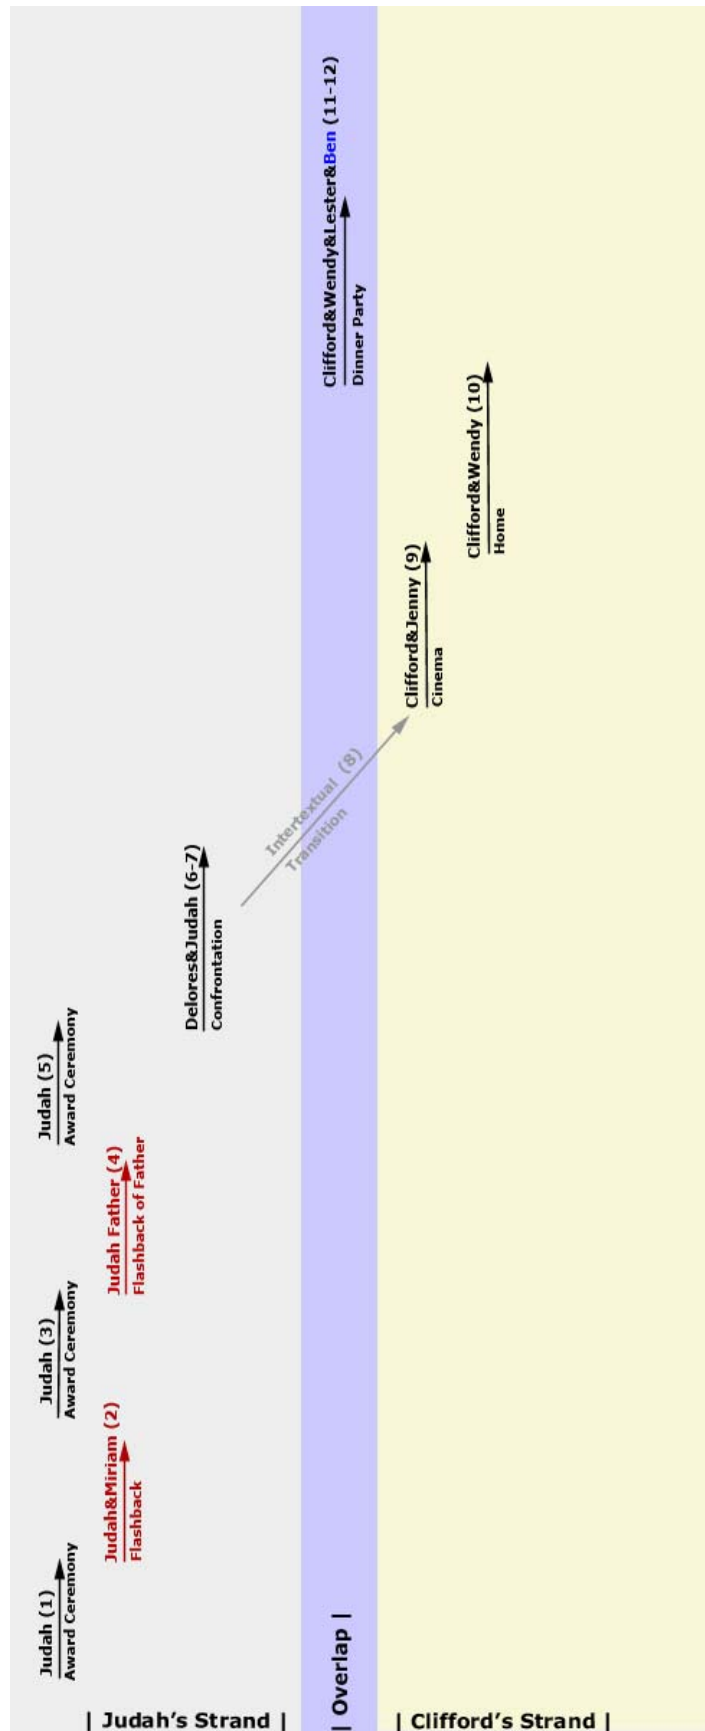 Judah (1)
Award Ceremony
Judah&Miriam (2)
Flashback
Judah (3)
Award Ceremony
Judah Father (4)
Flashback of Father
Judah (5)
Award Ceremony
Delores&Judah (6-7)
Confrontation
Intertextual (8)
Transition
Clifford&Jenny (9)
Cinema
Clifford&Wendy (10)
Home
Clifford&Wendy&Lester&Ben (11-12)
Dinner Party
| Judah's Strand |
| Overlap |
| Clifford's Strand |